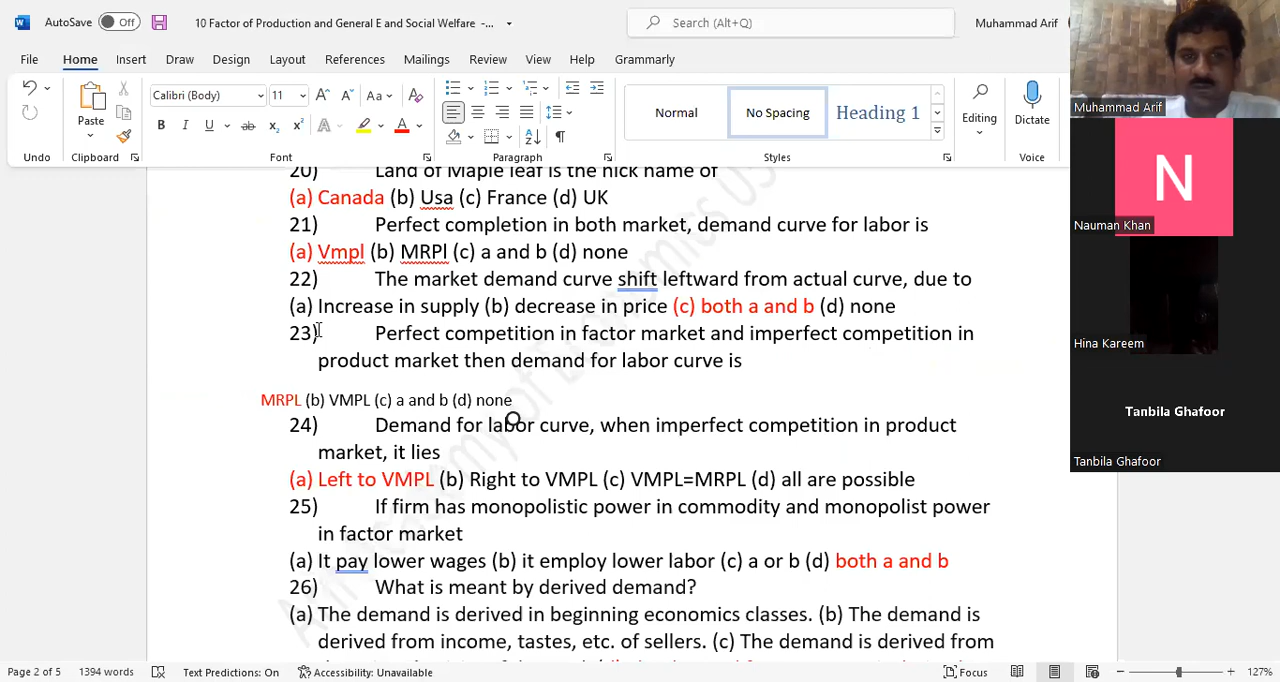 AutoSave Off 10 Factor of Production and General E and Social Welfare -... Search (Alt+Q) Muhammad Arif
File Home Insert Draw Design Layout References Mailings Review View Help Grammarly
Calibri (Body) 11 Aa
Paste Normal No Spacing Heading 1 Editing Dictate
Undo Clipboard Font Paragraph Styles Voice
20) Land of Maple leaf is the nick name of
(a) Canada (b) Usa (c) France (d) UK
21) Perfect completion in both market, demand curve for labor is
(a) Vmpl (b) MRPl (c) a and b (d) none
22) The market demand curve shift leftward from actual curve, due to
(a) Increase in supply (b) decrease in price (c) both a and b (d) none
23) Perfect competition in factor market and imperfect competition in
product market then demand for labor curve is
MRPL (b) VMPL (c) a and b (d) none
24) Demand for labor curve, when imperfect competition in product
market, it lies
(a) Left to VMPL (b) Right to VMPL (c) VMPL=MRPL (d) all are possible
25) If firm has monopolistic power in commodity and monopolist power
in factor market
(a) It pay lower wages (b) it employ lower labor (c) a or b (d) both a and b
26) What is meant by derived demand?
(a) The demand is derived in beginning economics classes. (b) The demand is
derived from income, tastes, etc. of sellers. (c) The demand is derived from
Page 2 of 5 1394 words Text Predictions: On Accessibility: Unavailable Focus 127%
Muhammad Arif
N
Nauman Khan
Hina Kareem
Tanbila Ghafoor
Tanbila Ghafoor